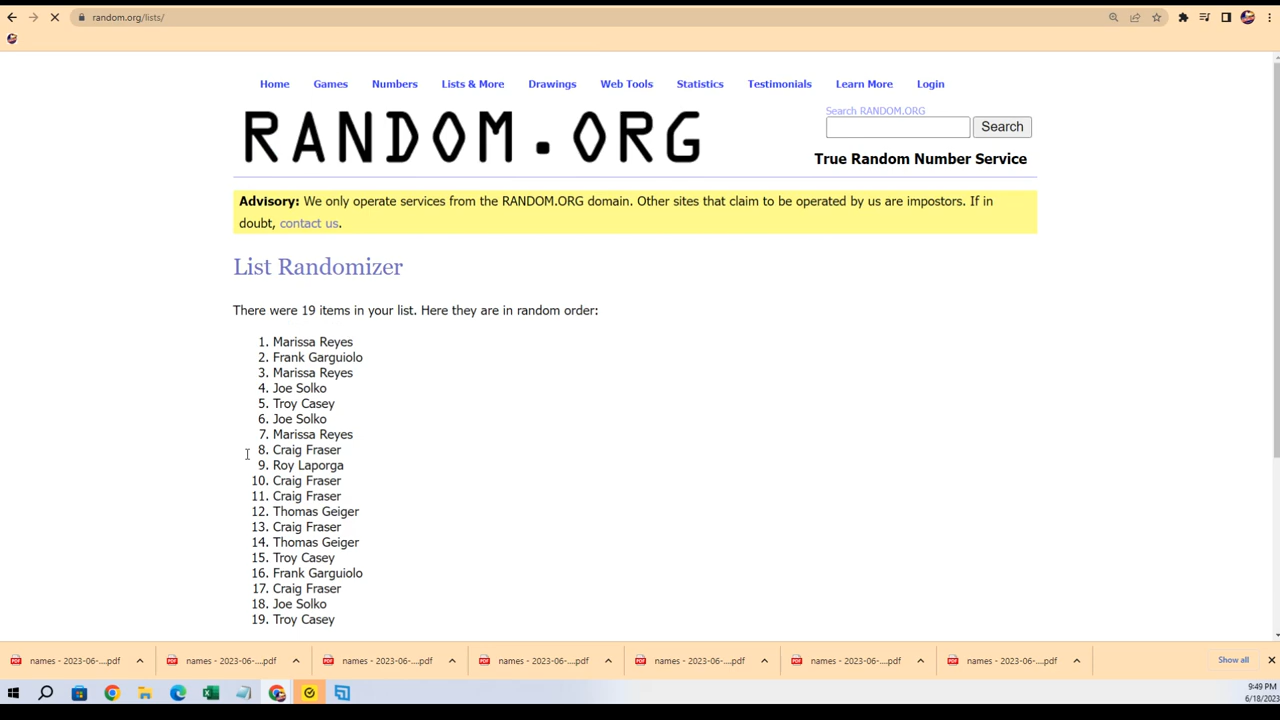 random.org/lists/
Home Games Numbers Lists & More Drawings Web Tools Statistics Testimonials Learn More Login
RANDOM.ORG
Search RANDOM.ORG
Search
True Random Number Service
Advisory: We only operate services from the RANDOM.ORG domain. Other sites that claim to be operated by us are impostors. If in
doubt, contact us.
List Randomizer
There were 19 items in your list. Here they are in random order:
1. Marissa Reyes
2. Frank Garguiolo
3. Marissa Reyes
4. Joe Solko
5. Troy Casey
6. Joe Solko
7. Marissa Reyes
8. Craig Fraser
9. Roy Laporga
10. Craig Fraser
11. Craig Fraser
12. Thomas Geiger
13. Craig Fraser
14. Thomas Geiger
15. Troy Casey
16. Frank Garguiolo
17. Craig Fraser
18. Joe Solko
19. Troy Casey
names - 2023-06-....pdf names - 2023-06-....pdf names - 2023-06-....pdf names - 2023-06-....pdf names - 2023-06-....pdf names - 2023-06-....pdf names - 2023-06-....pdf Show all
9:49 PM
6/18/2023